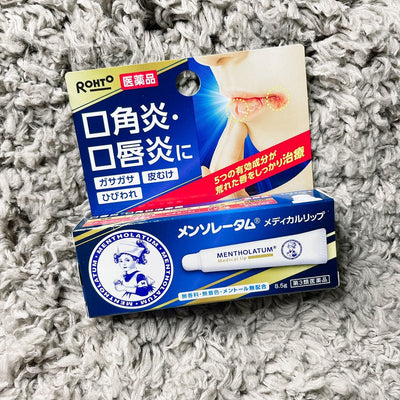 ROHTO
医薬品
口角炎・
口唇炎に
ガサガサ
皮むけ
ひびわれ
5つの有効成分が
荒れた唇をしっかり治療
メンソレータム® メディカルリップ
MENTHOLATUM
MENTHOLATUM
MENTHOLATUM
MENTHOLATUM®
Medical Lip
無香料・無着色・メントール無配合
8.5g
第3類医薬品